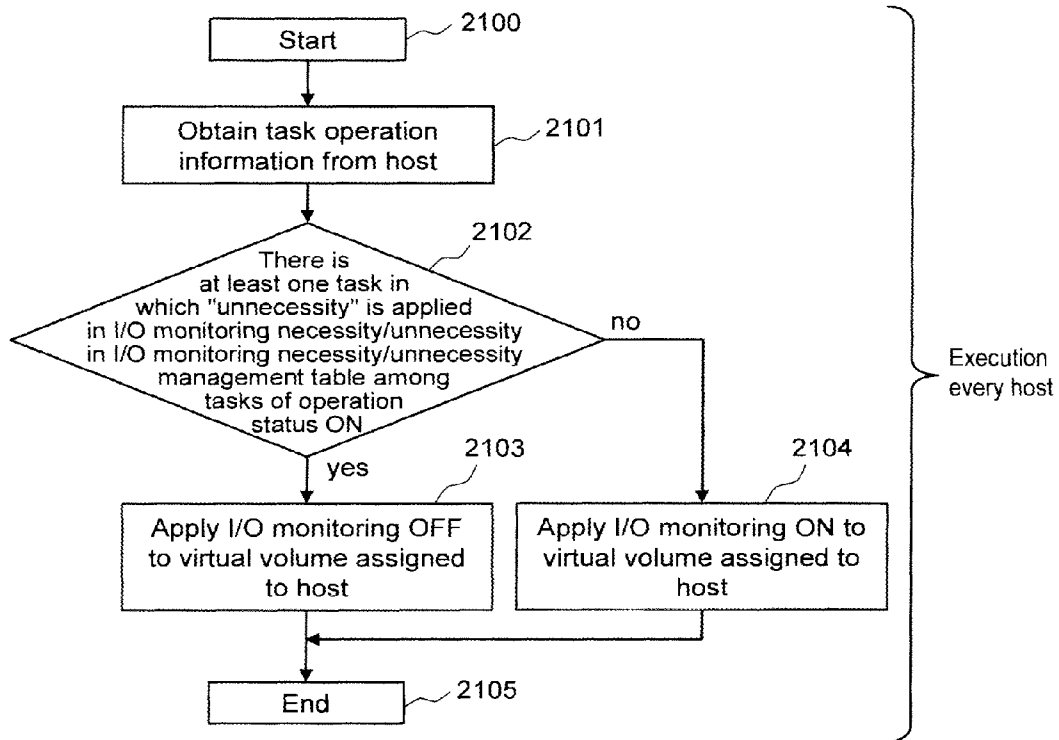 2100
Start
2101
Obtain task operation
information from host
2102
There is
at least one task in
which "unnecessity" is applied
in I/O monitoring necessity/unnecessity
in I/O monitoring necessity/unnecessity
management table among
tasks of operation
status ON
no
yes
Execution
every host
2103
Apply I/O monitoring OFF
to virtual volume assigned
to host
2104
Apply I/O monitoring ON to
virtual volume assigned to
host
End
2105